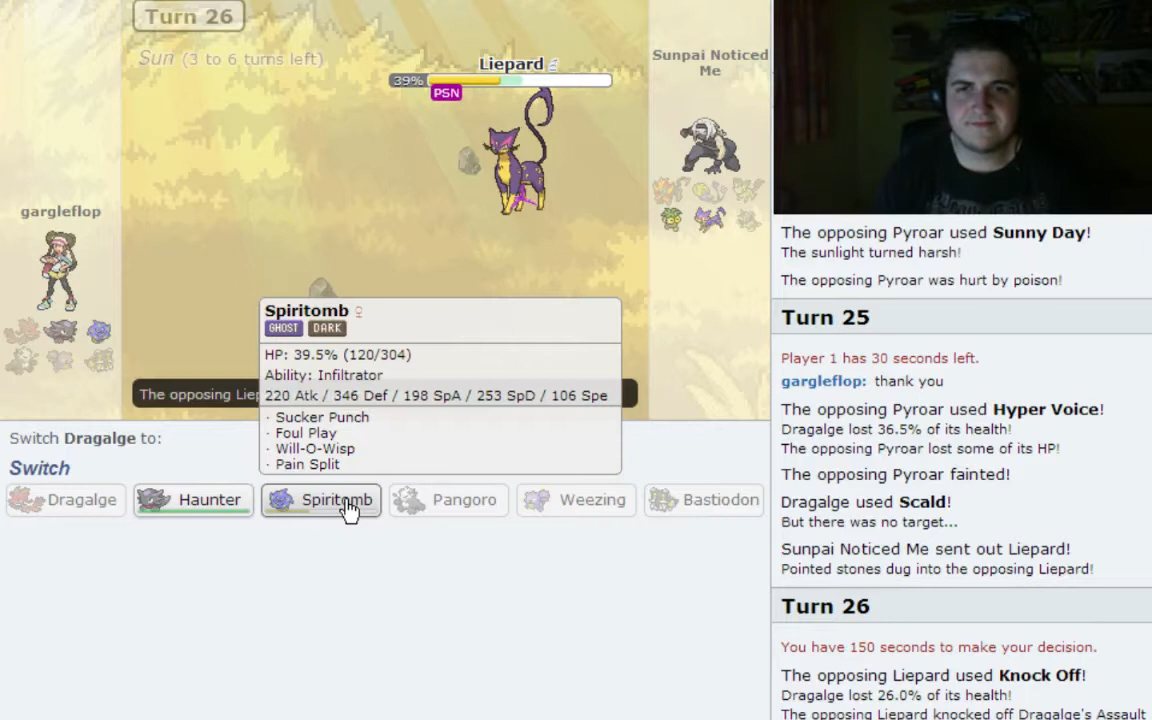 Turn 26
Sun (3 to 6 turns left)
Liepard
39%
PSN
Sunpai Noticed
Me
gargleflop
The opposing Liep
Spiritomb ♀
GHOST DARK
HP: 39.5% (120/304)
Ability: Infiltrator
220 Atk / 346 Def / 198 SpA / 253 SpD / 106 Spe
· Sucker Punch
· Foul Play
· Will-O-Wisp
· Pain Split
Switch Dragalge to:
Switch
Dragalge
Haunter
Spiritomb
Pangoro
Weezing
Bastiodon
The opposing Pyroar used Sunny Day!
The sunlight turned harsh!
The opposing Pyroar was hurt by poison!
Turn 25
Player 1 has 30 seconds left.
gargleflop: thank you
The opposing Pyroar used Hyper Voice!
Dragalge lost 36.5% of its health!
The opposing Pyroar lost some of its HP!
The opposing Pyroar fainted!
Dragalge used Scald!
But there was no target...
Sunpai Noticed Me sent out Liepard!
Pointed stones dug into the opposing Liepard!
Turn 26
You have 150 seconds to make your decision.
The opposing Liepard used Knock Off!
Dragalge lost 26.0% of its health!
The opposing Liepard knocked off Dragalge's Assault